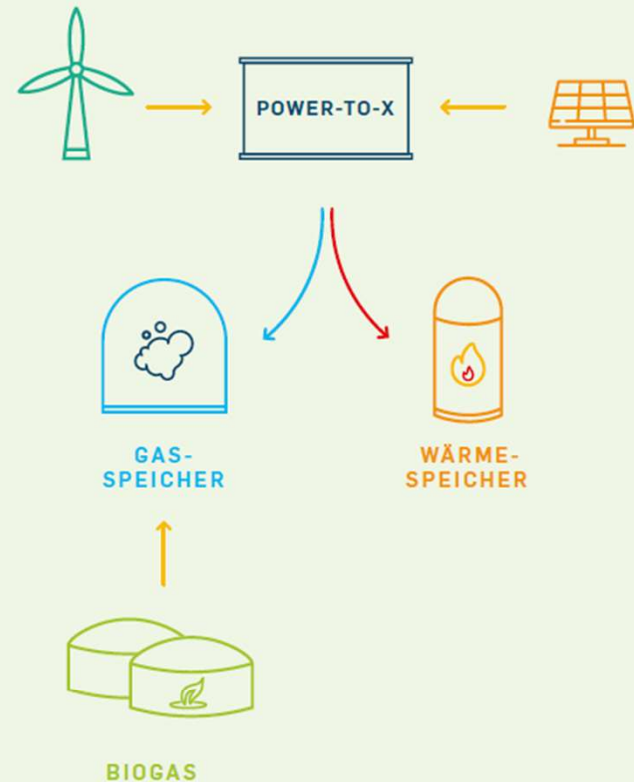 POWER-TO-X
GAS-
SPEICHER
WÄRME-
SPEICHER
BIOGAS